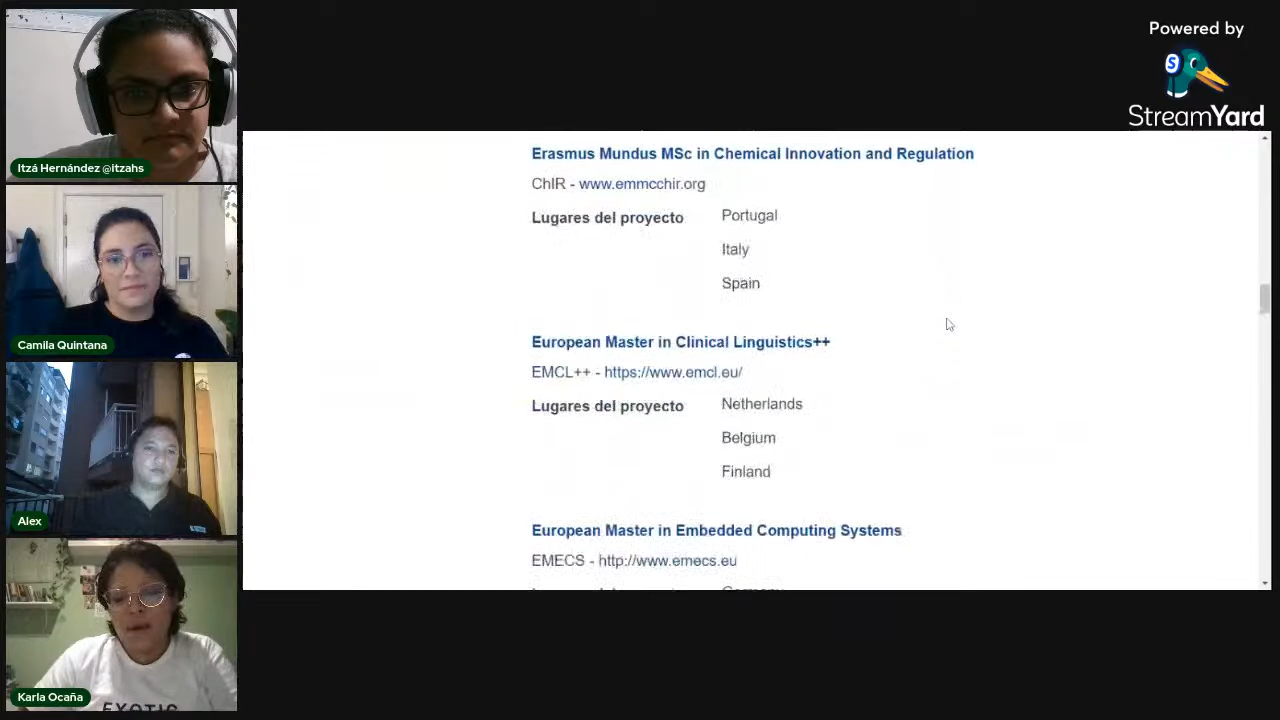 Powered by
S
StreamYard
Itzá Hernández @itzahs
Camila Quintana
Alex
Karla Ocaña
EXOTIC
Erasmus Mundus MSc in Chemical Innovation and Regulation
ChIR - www.emmcchir.org
Lugares del proyecto
Portugal
Italy
Spain
European Master in Clinical Linguistics++
EMCL++ - https://www.emcl.eu/
Lugares del proyecto
Netherlands
Belgium
Finland
European Master in Embedded Computing Systems
EMECS - http://www.emecs.eu